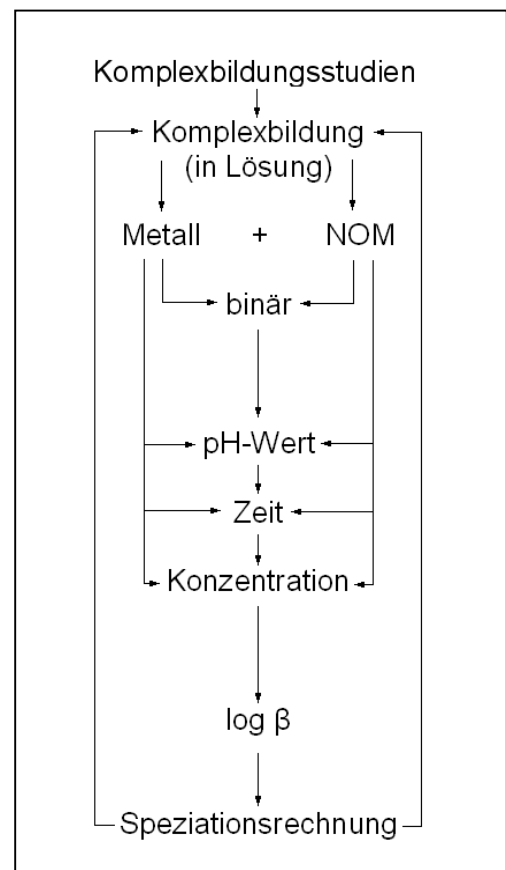 Komplexbildungsstudien
Komplexbildung
(in Lösung)
Metall + NOM
binär
pH-Wert
Zeit
Konzentration
log β
Speziationsrechnung